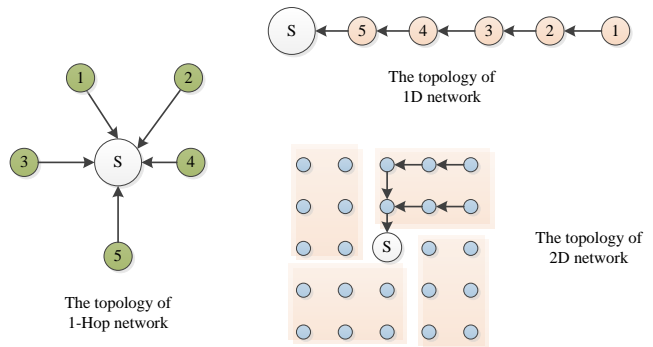 S 5 4 3 2 1
The topology of
1D network
1 2
3 S 4
5
The topology of
1-Hop network
S
The topology of
2D network